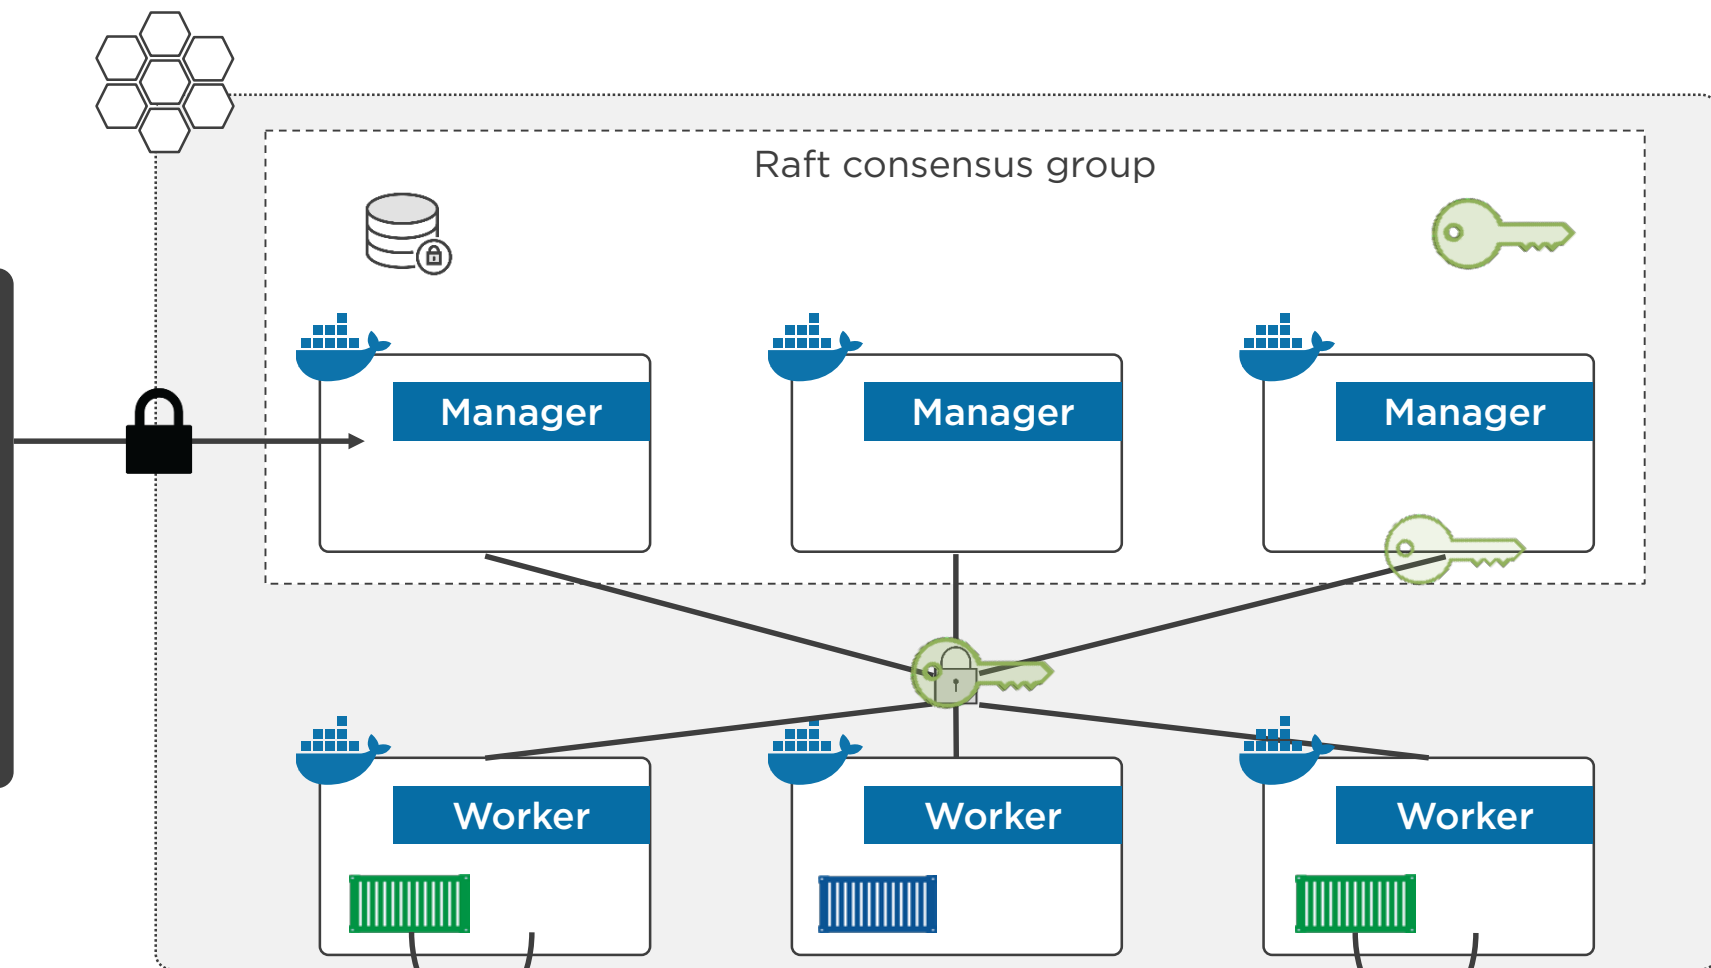 Raft consensus group
Manager
Manager
Manager
Worker
Worker
Worker